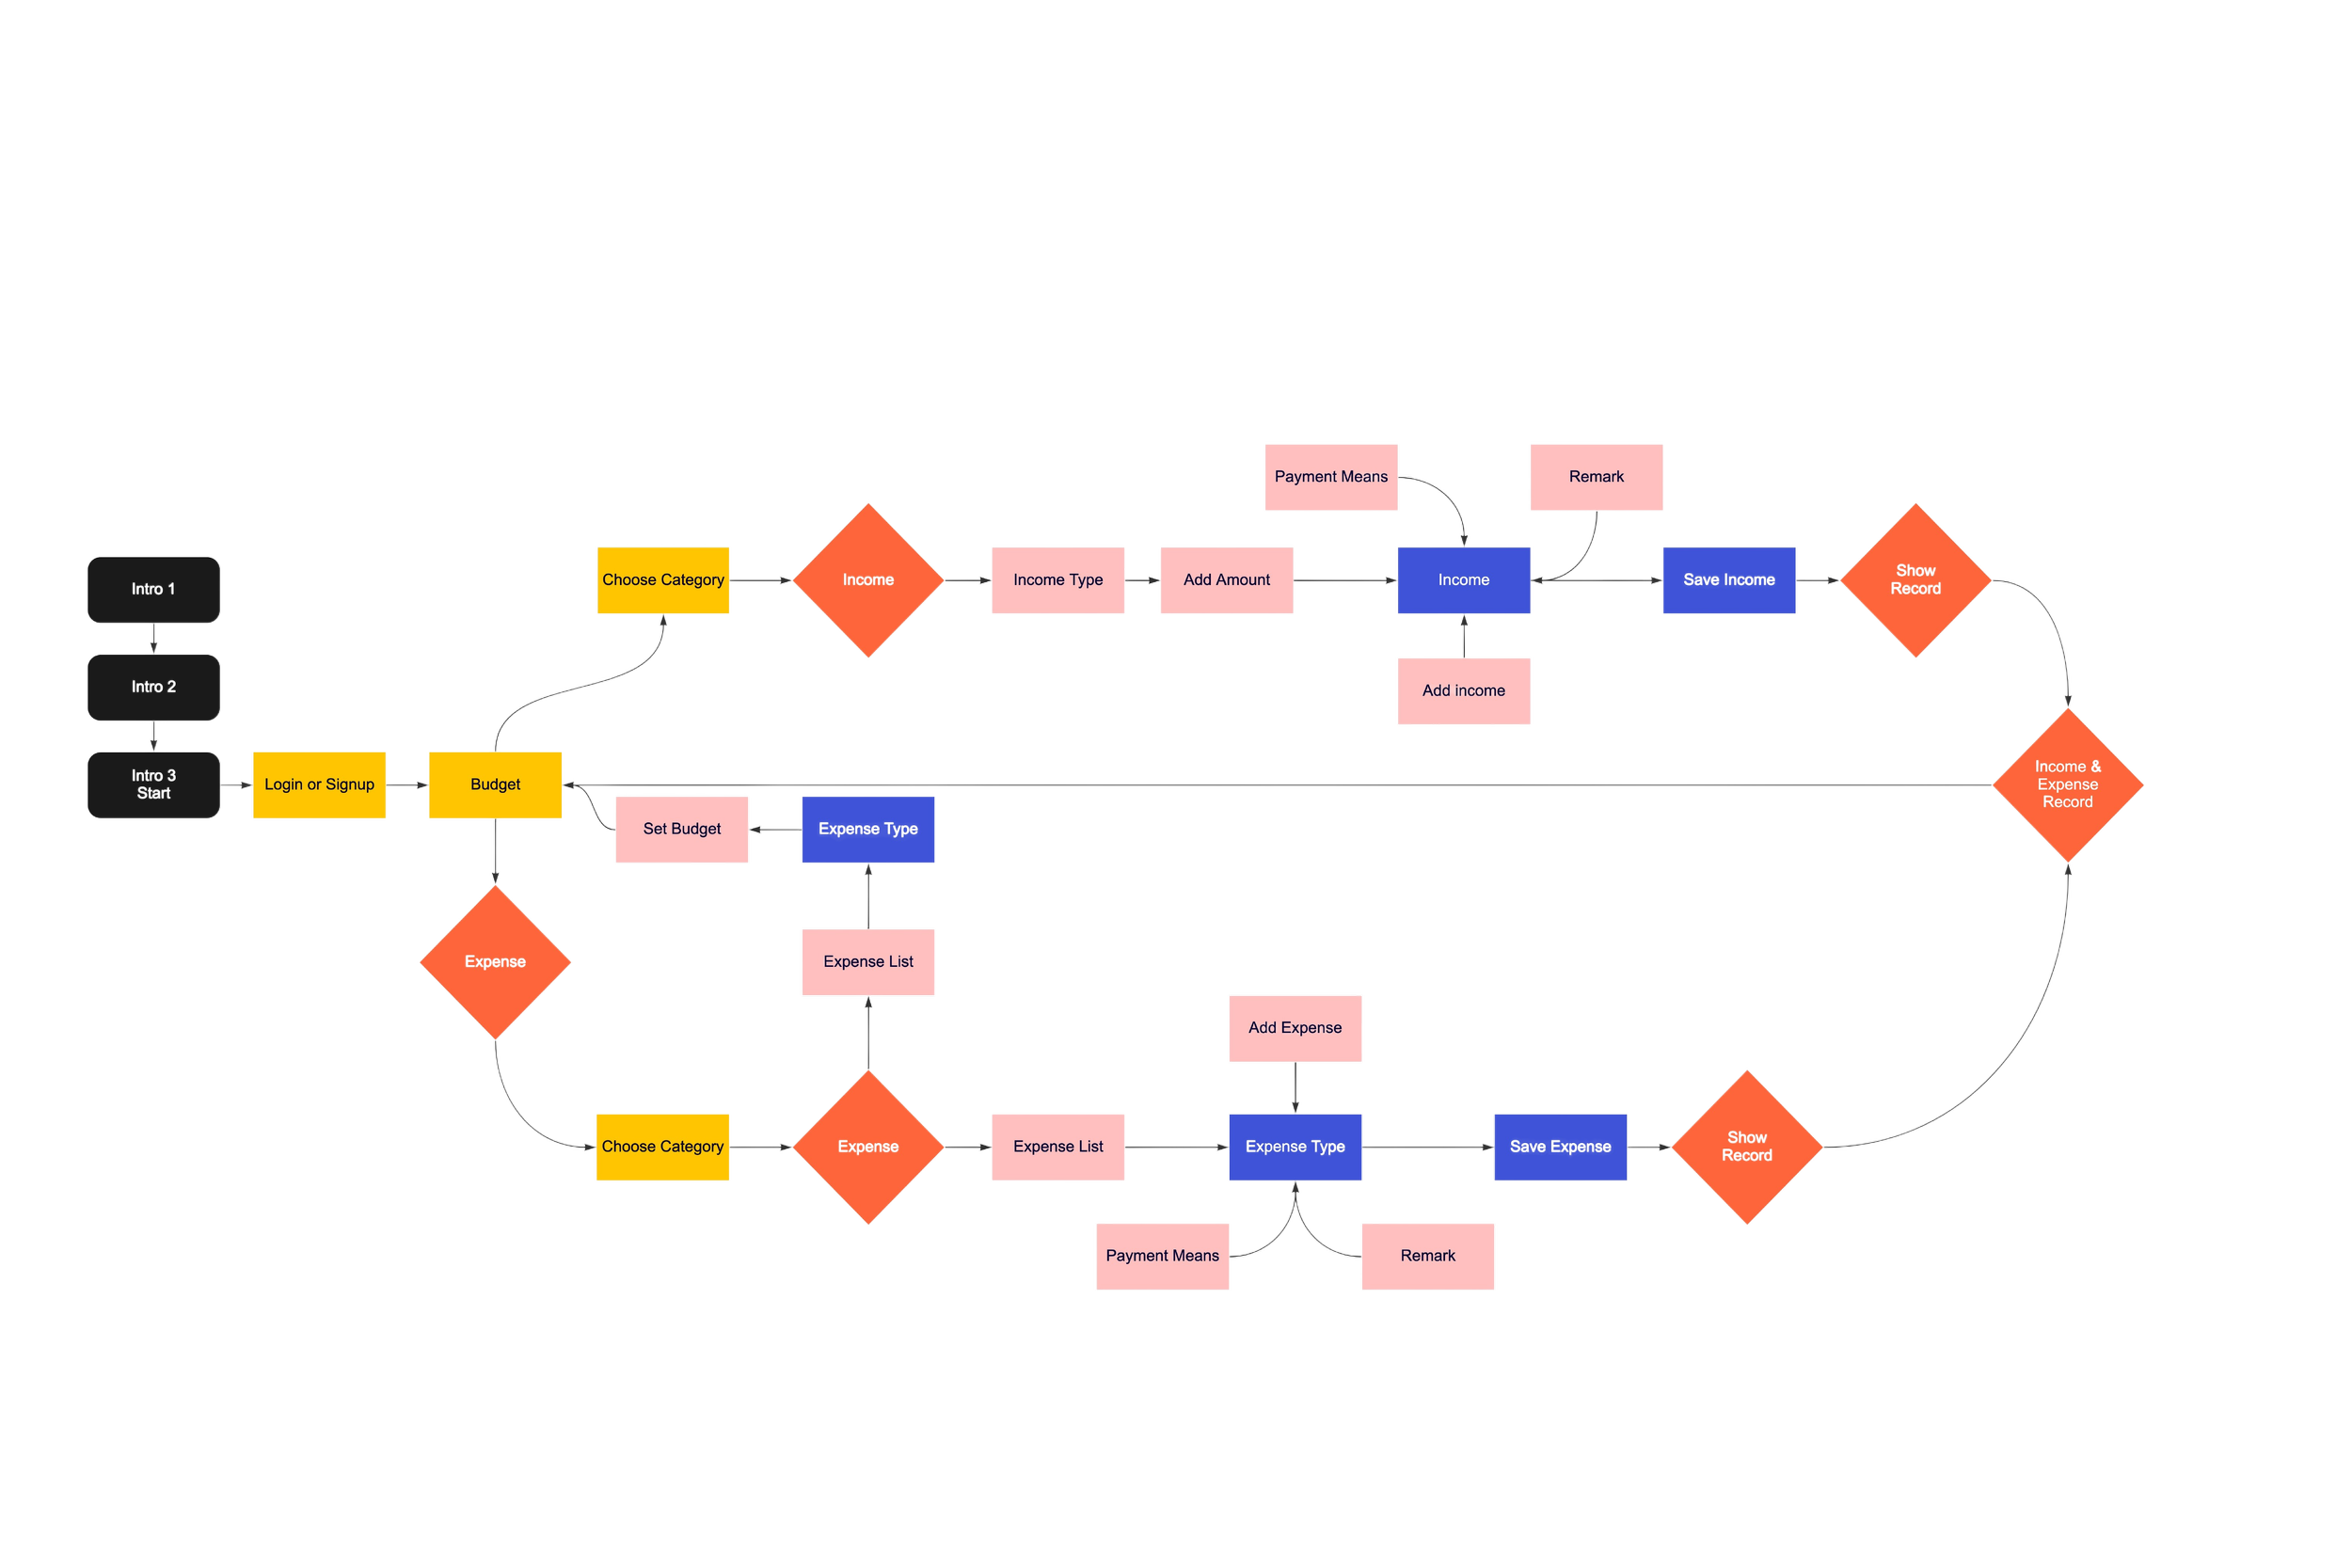 Intro 1
Intro 2
Intro 3
Start
Login or Signup
Budget
Choose Category
Income
Income Type
Add Amount
Payment Means
Income
Remark
Add income
Save Income
Show
Record
Income &
Expense
Record
Set Budget
Expense Type
Expense List
Expense
Choose Category
Expense
Expense List
Add Expense
Expense Type
Payment Means
Remark
Save Expense
Show
Record